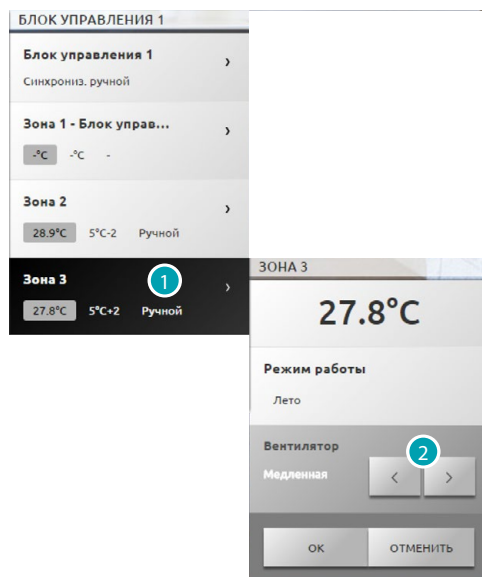 БЛОК УПРАВЛЕНИЯ 1
Блок управления 1
Синхрониз. ручной
Зона 1 - Блок управ...
-°C -°C -
Зона 2
28.9°C 5°C-2 Ручной
Зона 3
1
27.8°C 5°C+2 Ручной
ЗОНА 3
27.8°C
Режим работы
Лето
Вентилятор
2
Медленная
< >
ОК ОТМЕНИТЬ